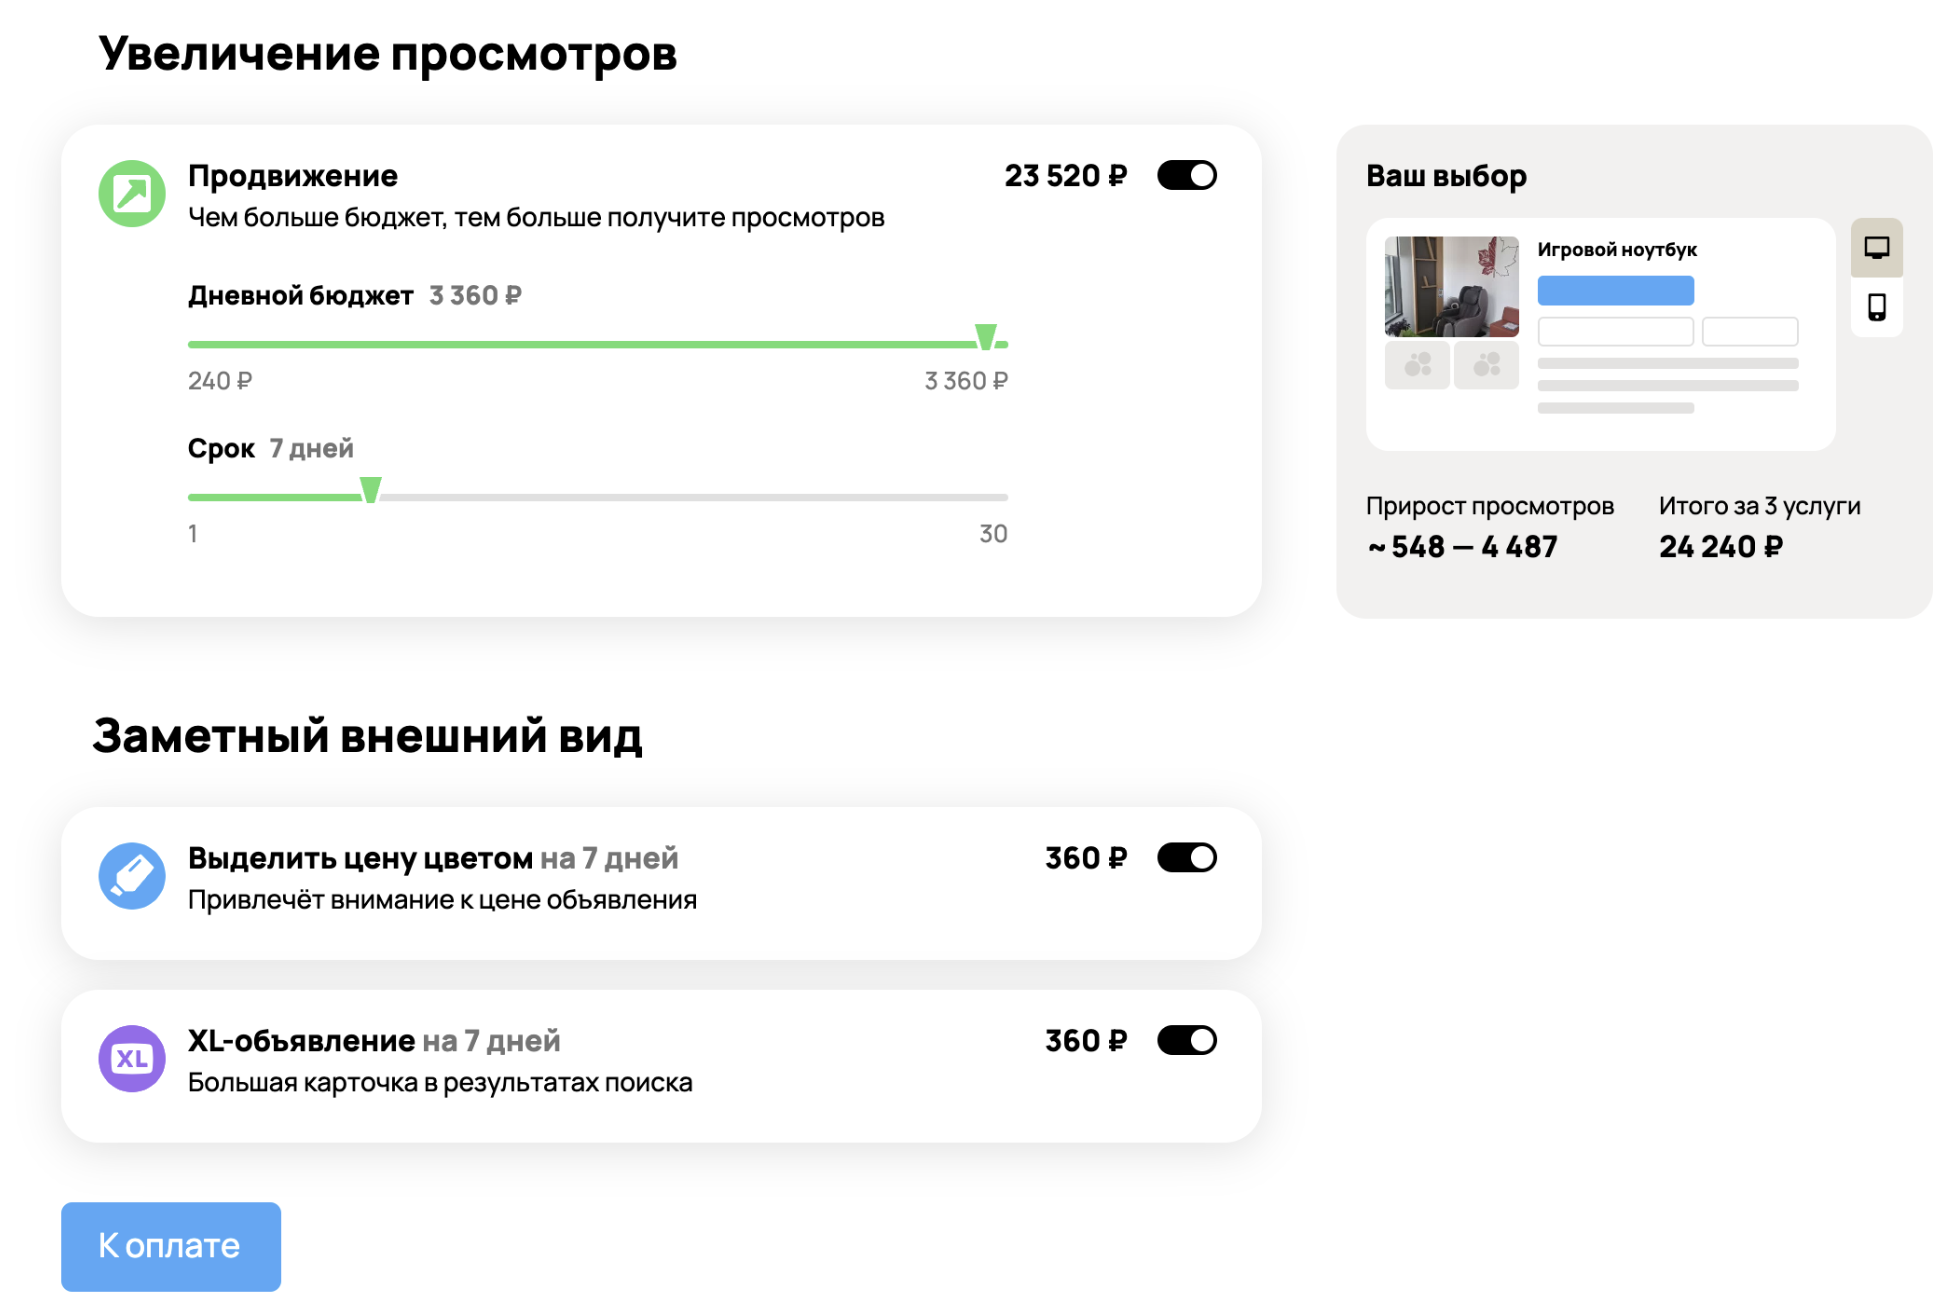 Увеличение просмотров
Продвижение
23 520 ₽
Чем больше бюджет, тем больше получите просмотров
Дневной бюджет 3 360 ₽
240 ₽
3 360 ₽
Срок 7 дней
1
30
Ваш выбор
Игровой ноутбук
Прирост просмотров
~ 548 — 4 487
Итого за 3 услуги
24 240 ₽
Заметный внешний вид
Выделить цену цветом на 7 дней
360 ₽
Привлечёт внимание к цене объявления
XL
XL-объявление на 7 дней
360 ₽
Большая карточка в результатах поиска
К оплате